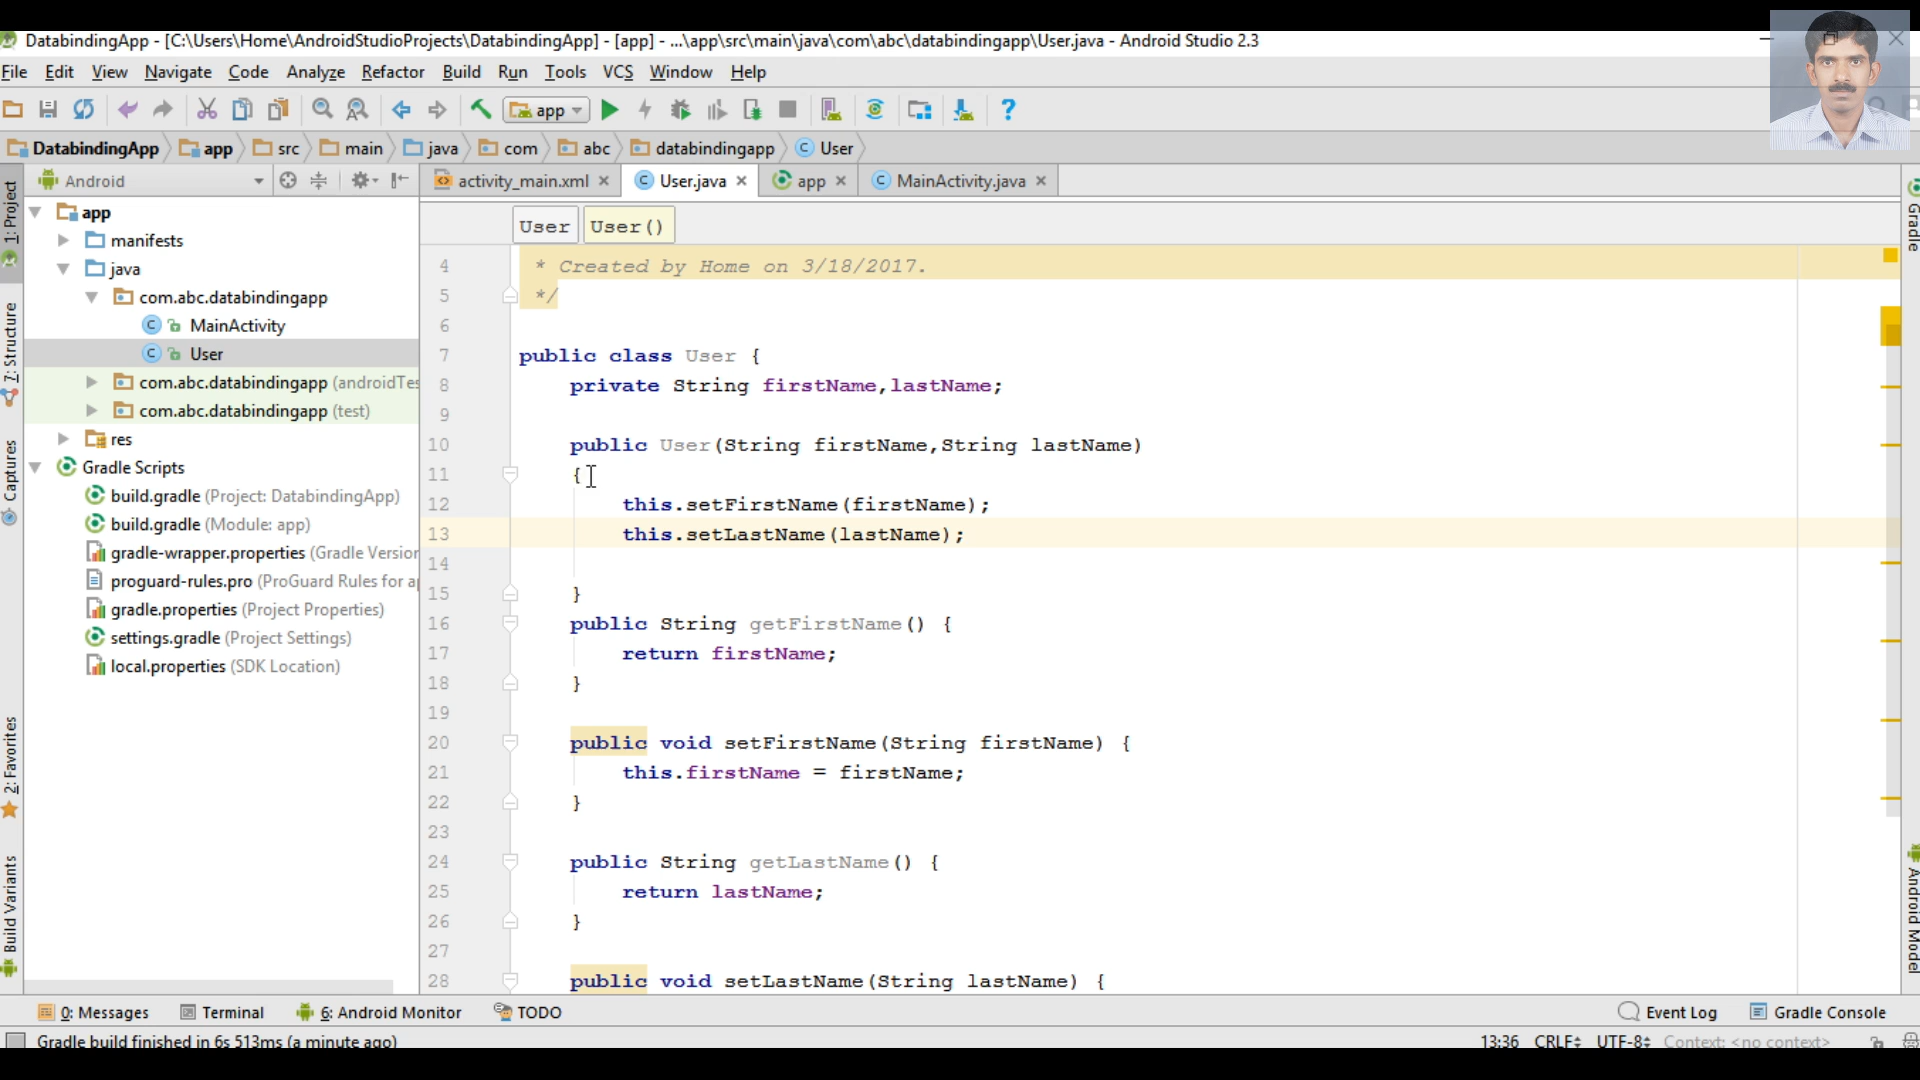 DatabindingApp - [C:\Users\Home\AndroidStudioProjects\DatabindingApp] - [app] - ...\app\src\main\java\com\abc\databindingapp\User.java - Android Studio 2.3
File Edit View Navigate Code Analyze Refactor Build Run Tools VCS Window Help
app
DatabindingApp app src main java com abc databindingapp User
Android
activity_main.xml User.java app MainActivity.java
1: Project
7: Structure
Captures
2: Favorites
Build Variants
app
manifests
java
com.abc.databindingapp
MainActivity
User
com.abc.databindingapp (androidTes
com.abc.databindingapp (test)
res
Gradle Scripts
build.gradle (Project: DatabindingApp)
build.gradle (Module: app)
gradle-wrapper.properties (Gradle Version
proguard-rules.pro (ProGuard Rules for a
gradle.properties (Project Properties)
settings.gradle (Project Settings)
local.properties (SDK Location)
User User()
4 * Created by Home on 3/18/2017.
5 */
6
7 public class User {
8 private String firstName,lastName;
9
10 public User(String firstName,String lastName)
11 {
12 this.setFirstName(firstName);
13 this.setLastName(lastName);
14
15 }
16 public String getFirstName() {
17 return firstName;
18 }
19
20 public void setFirstName(String firstName) {
21 this.firstName = firstName;
22 }
23
24 public String getLastName() {
25 return lastName;
26 }
27
28 public void setLastName(String lastName) {
Gradle
Android Model
0: Messages Terminal 6: Android Monitor TODO Event Log Gradle Console
Gradle build finished in 6s 513ms (a minute ago) 13:36 CRLF UTF-8 Context: <no context>